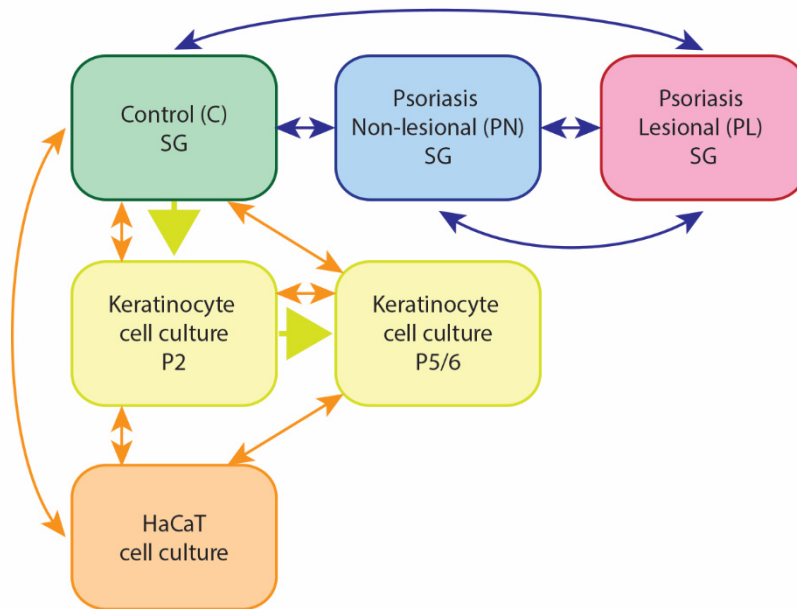 Control (C)
SG
Psoriasis
Non-lesional (PN)
SG
Psoriasis
Lesional (PL)
SG
Keratinocyte
cell culture
P2
Keratinocyte
cell culture
P5/6
HaCaT
cell culture